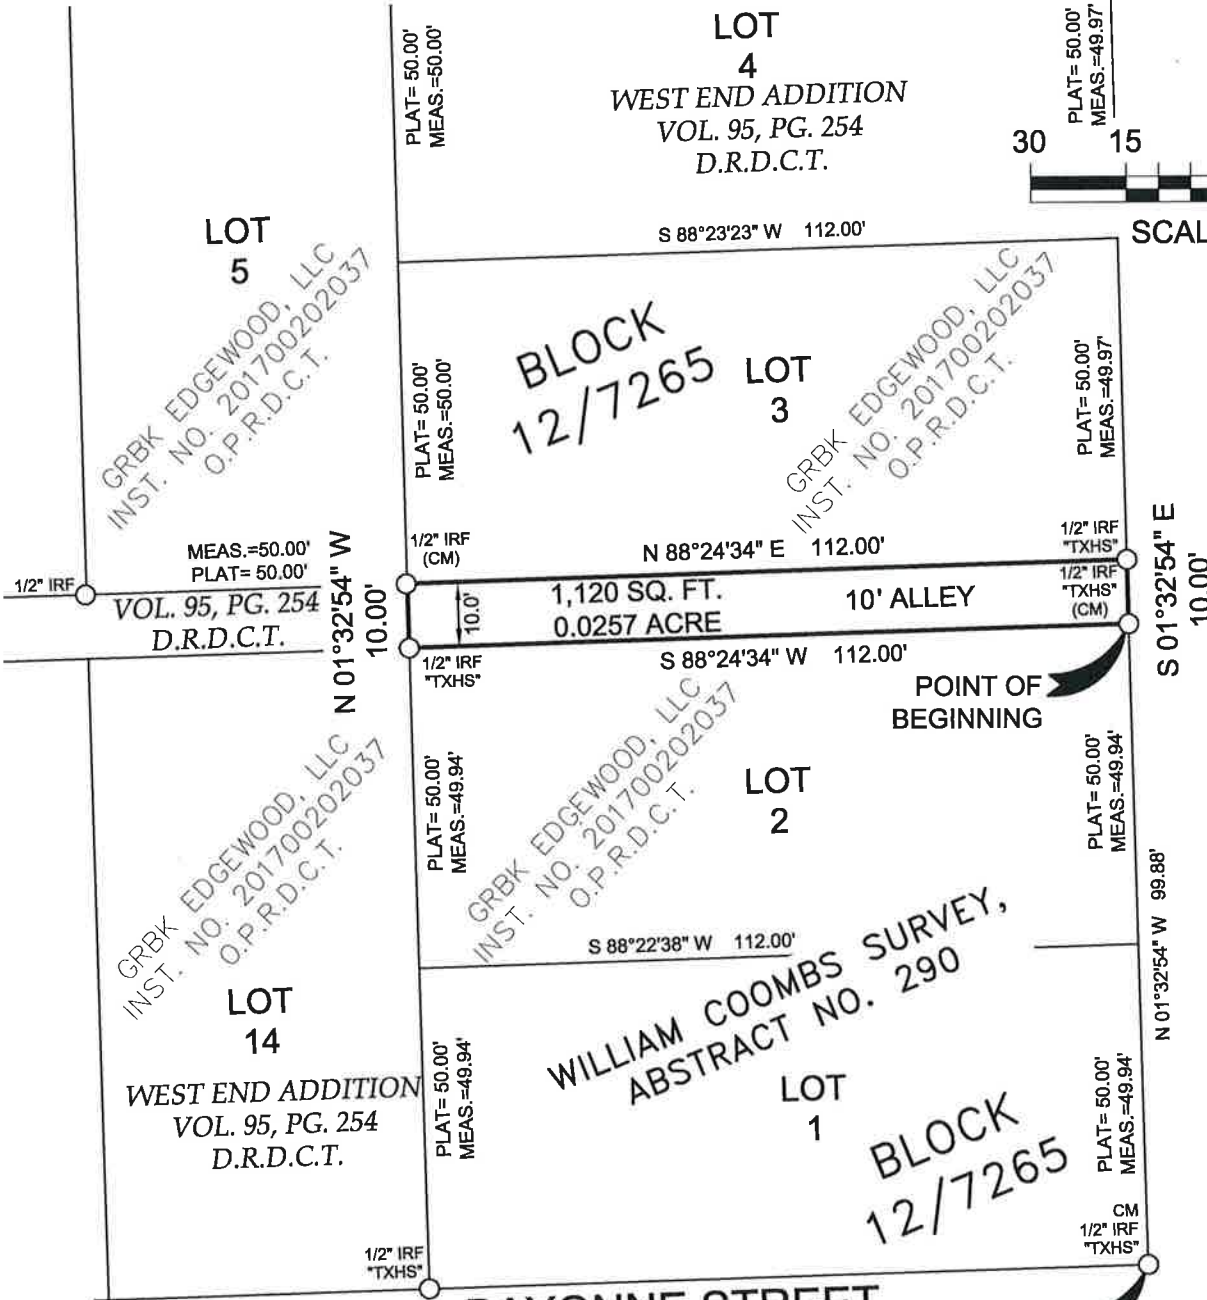 PLAT= 50.00'
MEAS.=50.00'
LOT
4
WEST END ADDITION
VOL. 95, PG. 254
D.R.D.C.T.
PLAT= 50.00'
MEAS.=49.97'
30 15
SCAL
S 88°23'23" W 112.00'
LOT
5
GRBK EDGEWOOD, LLC
INST. NO. 201700202037
O.P.R.D.C.T.
BLOCK
12/7265
LOT
3
GRBK EDGEWOOD, LLC
INST. NO. 201700202037
O.P.R.D.C.T.
PLAT= 50.00'
MEAS.=50.00'
PLAT= 50.00'
MEAS.=49.97'
MEAS.=50.00'
PLAT= 50.00'
1/2" IRF
VOL. 95, PG. 254
D.R.D.C.T.
N 01°32'54" W
10.00'
1/2" IRF
(CM)
N 88°24'34" E 112.00'
1/2" IRF
"TXHS"
1/2" IRF
"TXHS"
(CM)
S 01°32'54" E
10.00'
10.0'
1,120 SQ. FT.
0.0257 ACRE
10' ALLEY
1/2" IRF
"TXHS"
S 88°24'34" W 112.00'
POINT OF
BEGINNING
GRBK EDGEWOOD, LLC
INST. NO. 201700202037
O.P.R.D.C.T.
PLAT= 50.00'
MEAS.=49.94'
GRBK EDGEWOOD, LLC
INST. NO. 201700202037
O.P.R.D.C.T.
LOT
2
PLAT= 50.00'
MEAS.=49.94'
N 01°32'54" W 99.88'
S 88°22'38" W 112.00'
WILLIAM COOMBS SURVEY,
ABSTRACT NO. 290
LOT
14
WEST END ADDITION
VOL. 95, PG. 254
D.R.D.C.T.
PLAT= 50.00'
MEAS.=49.94'
LOT
1
BLOCK
12/7265
PLAT= 50.00'
MEAS.=49.94'
CM
1/2" IRF
"TXHS"
1/2" IRF
"TXHS"
BAYONNE STREET